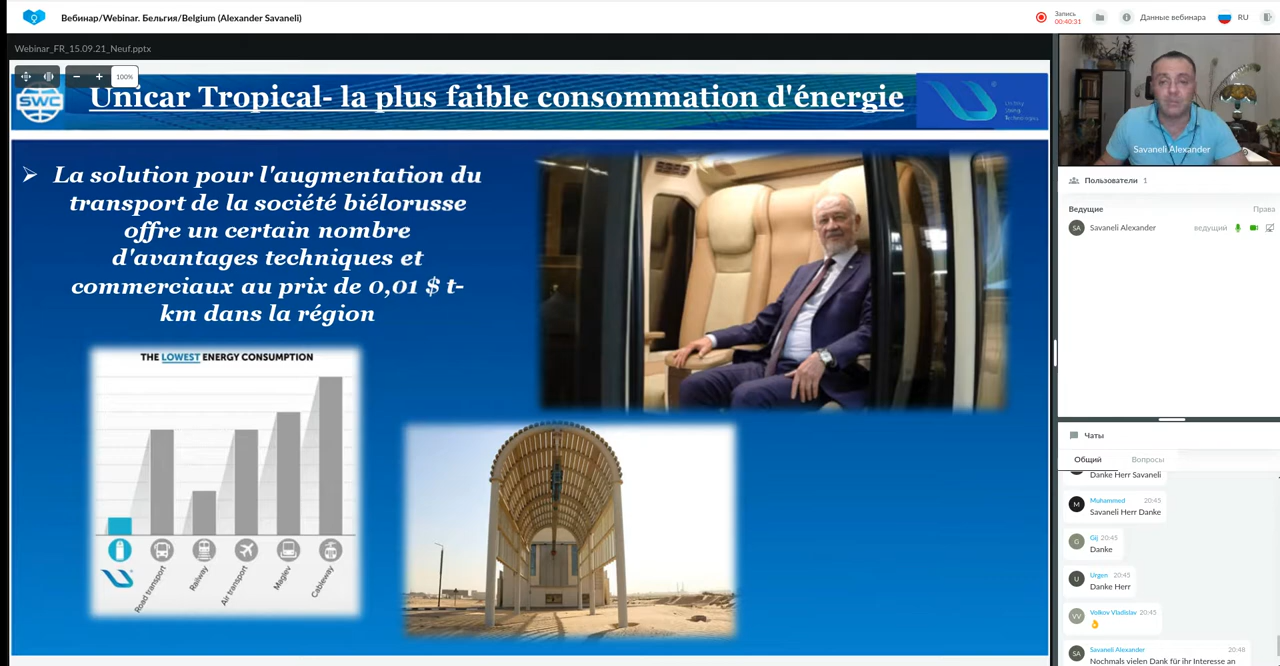 Вебинар/Webinar. Бельгия/Belgium (Alexander Savaneli)
Запись
00:40:31
Данные вебинара
RU
Webinar_FR_15.09.21_Neuf.pptx
100%
SWC
Unicar Tropical- la plus faible consommation d'énergie
➢ La solution pour l'augmentation du
transport de la société biélorusse
offre un certain nombre
d'avantages techniques et
commerciaux au prix de 0,01 $ t-
km dans la région
THE LOWEST ENERGY CONSUMPTION
Road transport
Railway
Air transport
Maglev
Cableway
Savaneli Alexander
Пользователи 1
Ведущие Права
SA Savaneli Alexander ведущий
Чаты
Общий Вопросы
Danke Herr Savaneli
M Muhammed 20:45
Savaneli Herr Danke
G Gij 20:45
Danke
U Urgen 20:45
Danke Herr
VV Volkov Vladislav 20:45
👌
SA Savaneli Alexander 20:48
Nochmals vielen Dank für ihr Interesse an